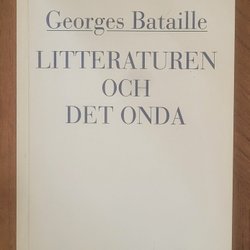 Georges Bataille
LITTERATUREN
OCH
DET ONDA